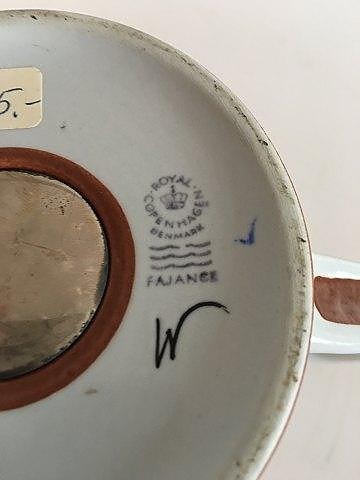 5.-
ROYAL
COPENHAGEN
DENMARK
FAJANCE
W